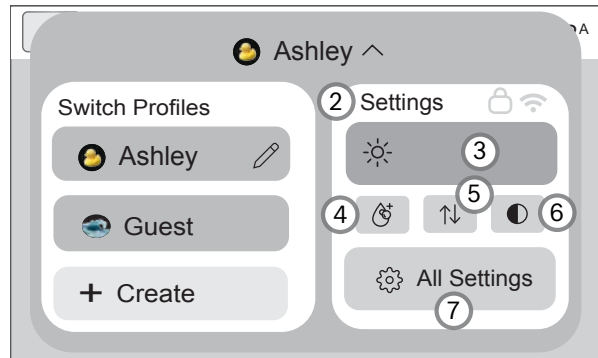 A
Ashley
Switch Profiles
Ashley
Guest
+ Create
2 Settings
3
4
5
6
All Settings
7